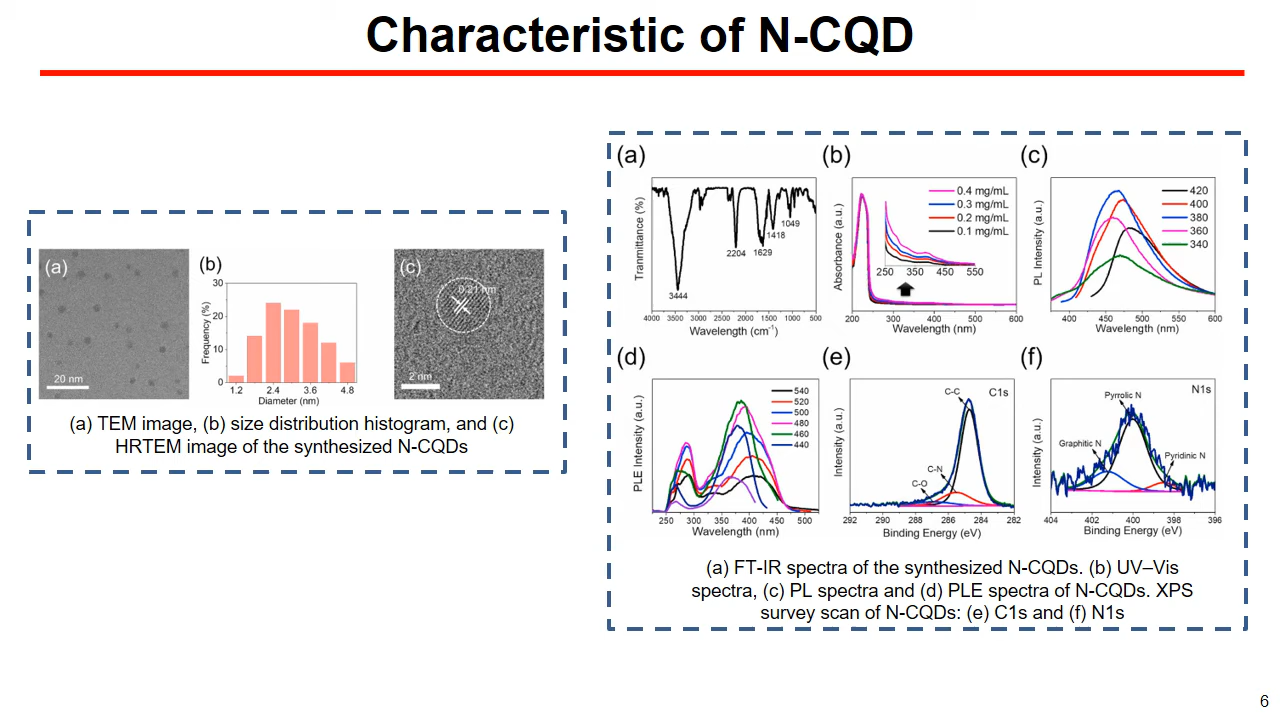 Characteristic of N-CQD
(a)
20 nm
(b)
Frequency (%)
30
20
10
0
1.2 2.4 3.6 4.8
Diameter (nm)
(c)
0.21 nm
2 nm
(a) TEM image, (b) size distribution histogram, and (c)
HRTEM image of the synthesized N-CQDs
(a)
Tranmittance (%)
3444
2204
1629
1418
1049
4000 3500 3000 2500 2000 1500 1000 500
Wavelength (cm-1)
(b)
Absorbance (a.u.)
0.4 mg/mL
0.3 mg/mL
0.2 mg/mL
0.1 mg/mL
250 350 450 550
200 300 400 500 600
Wavelength (nm)
(c)
PL Intensity (a.u.)
420
400
380
360
340
400 450 500 550 600
Wavelength (nm)
(d)
PLE Intensity (a.u.)
540
520
500
480
460
440
250 300 350 400 450 500
Wavelength (nm)
(e)
Intensity (a.u.)
C1s
C-C
C-N
C-O
292 290 288 286 284 282
Binding Energy (eV)
(f)
Intensity (a.u.)
N1s
Pyrrolic N
Graphitic N
Pyridinic N
404 402 400 398 396
Binding Energy (eV)
(a) FT-IR spectra of the synthesized N-CQDs. (b) UV–Vis
spectra, (c) PL spectra and (d) PLE spectra of N-CQDs. XPS
survey scan of N-CQDs: (e) C1s and (f) N1s
6